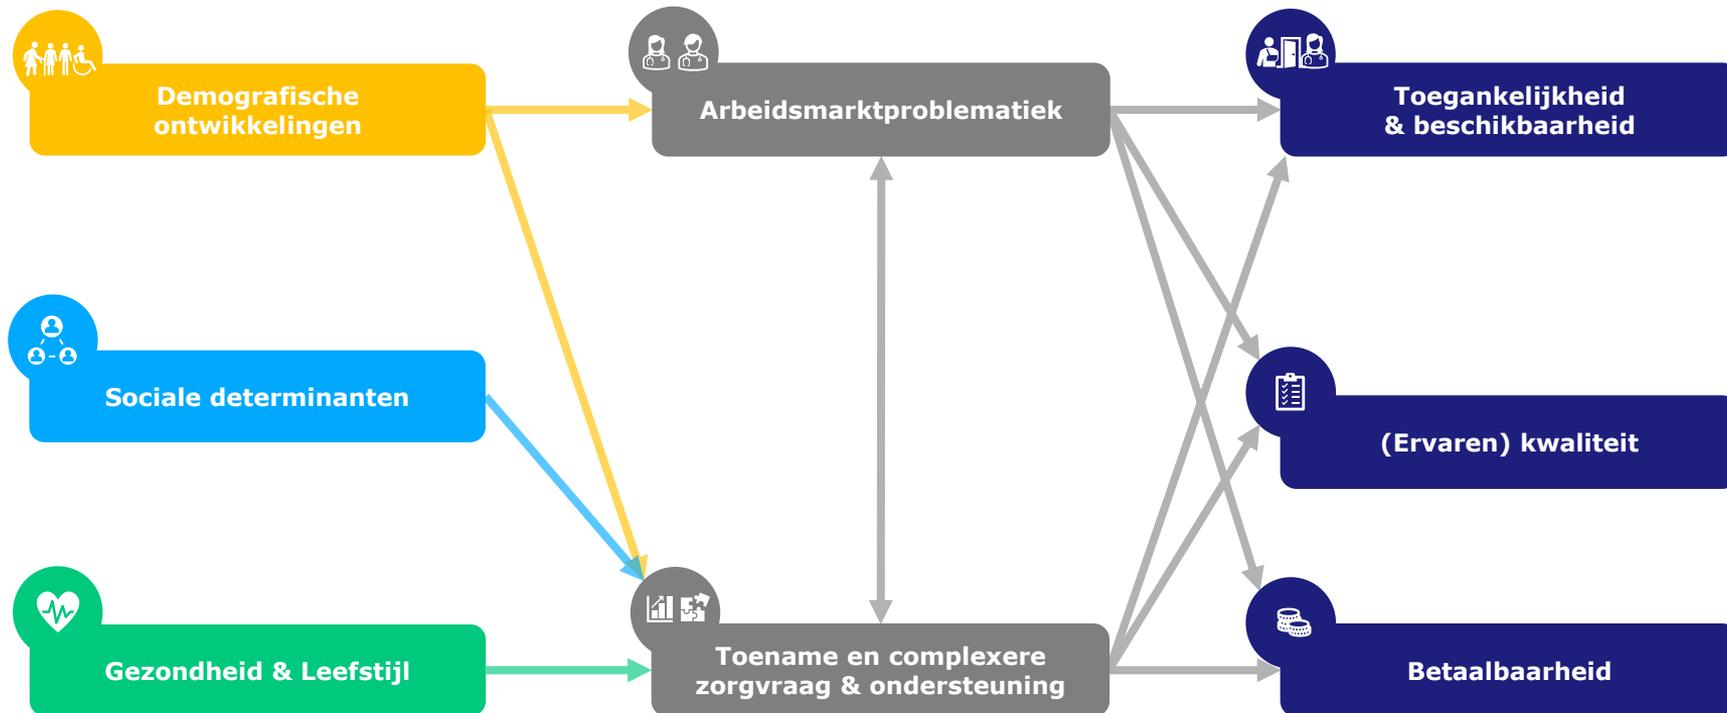 Demografische
ontwikkelingen
Arbeidsmarktproblematiek
Toegankelijkheid
& beschikbaarheid
Sociale determinanten
(Ervaren) kwaliteit
Gezondheid & Leefstijl
Toename en complexere
zorgvraag & ondersteuning
Betaalbaarheid